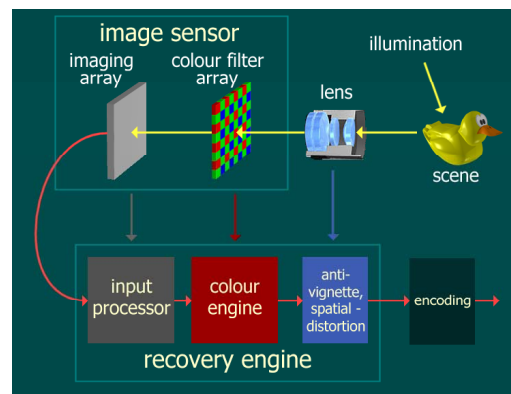 image sensor
illumination
imaging
array
colour filter
array
lens
scene
input
processor
colour
engine
anti-
vignette,
spatial -
distortion
encoding
recovery engine